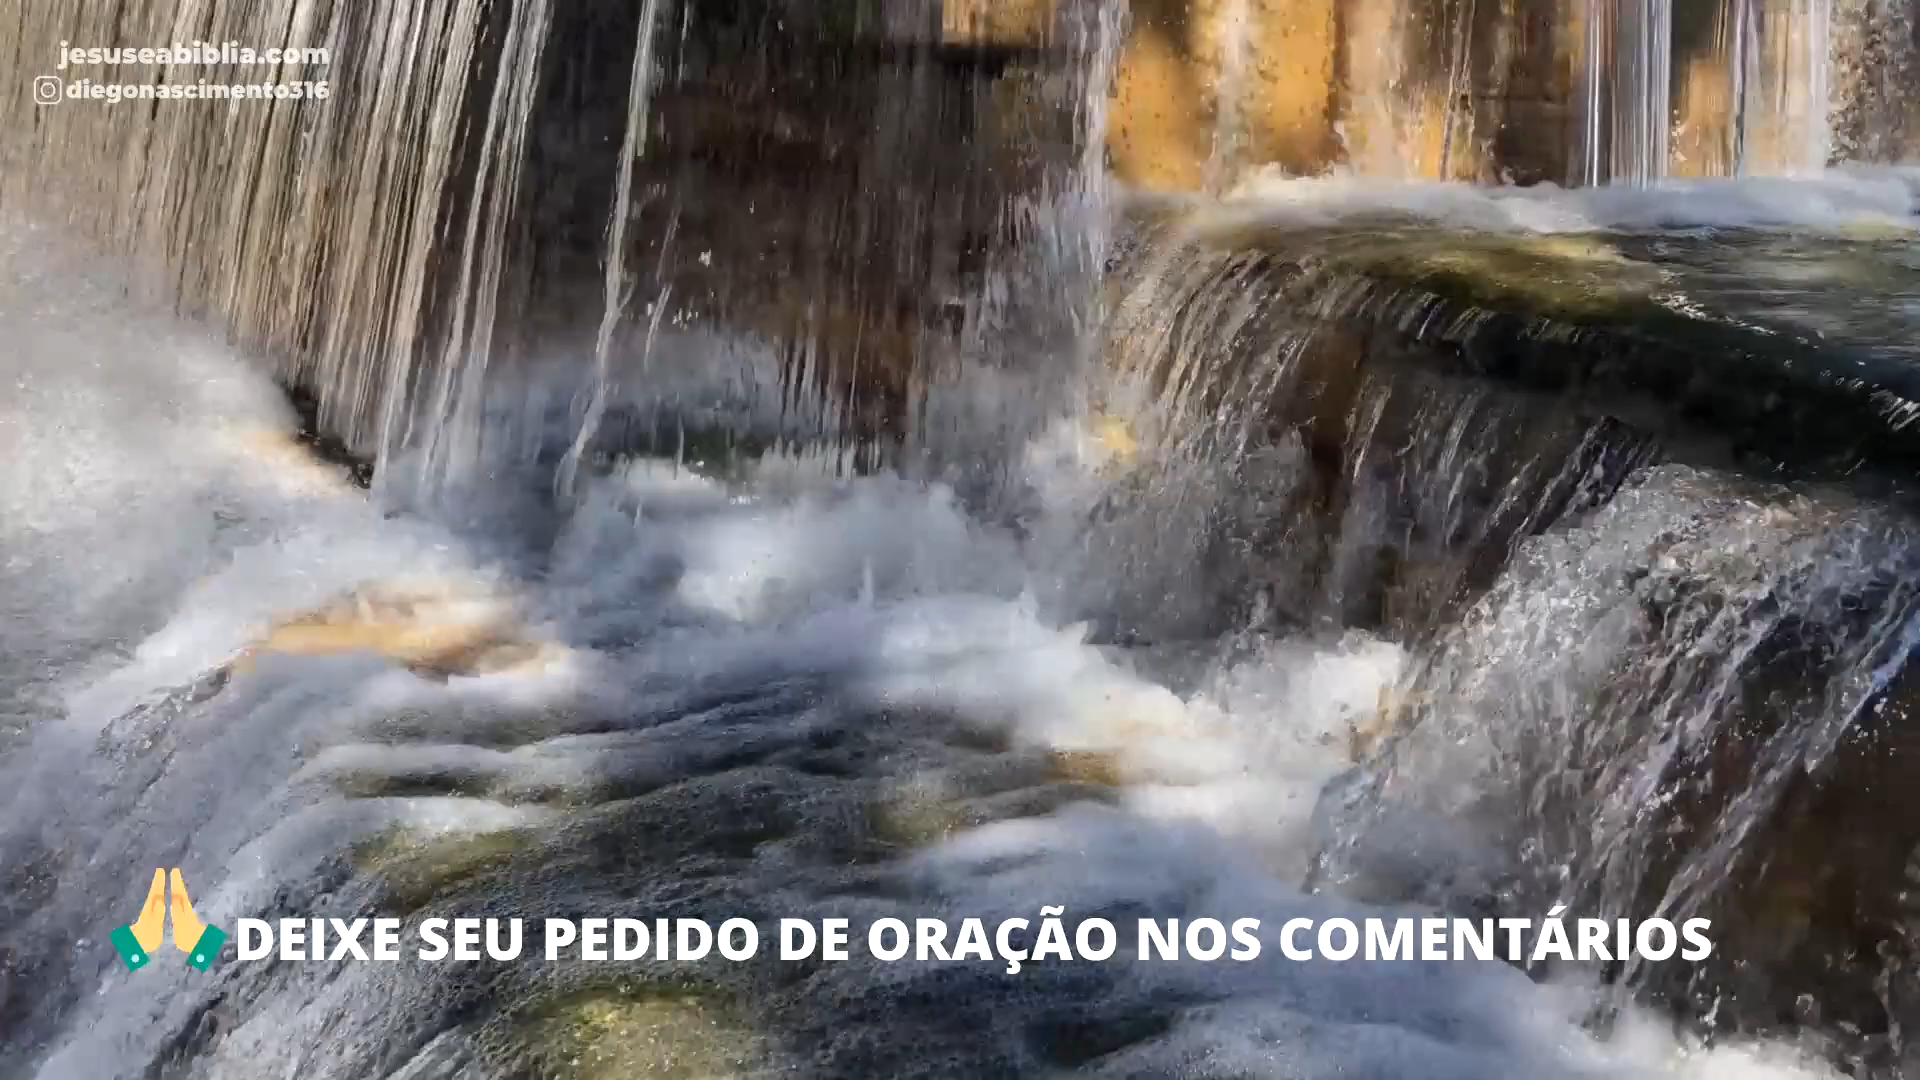 jesuseabiblia.com
diegonascimento316
DEIXE SEU PEDIDO DE ORAÇÃO NOS COMENTÁRIOS